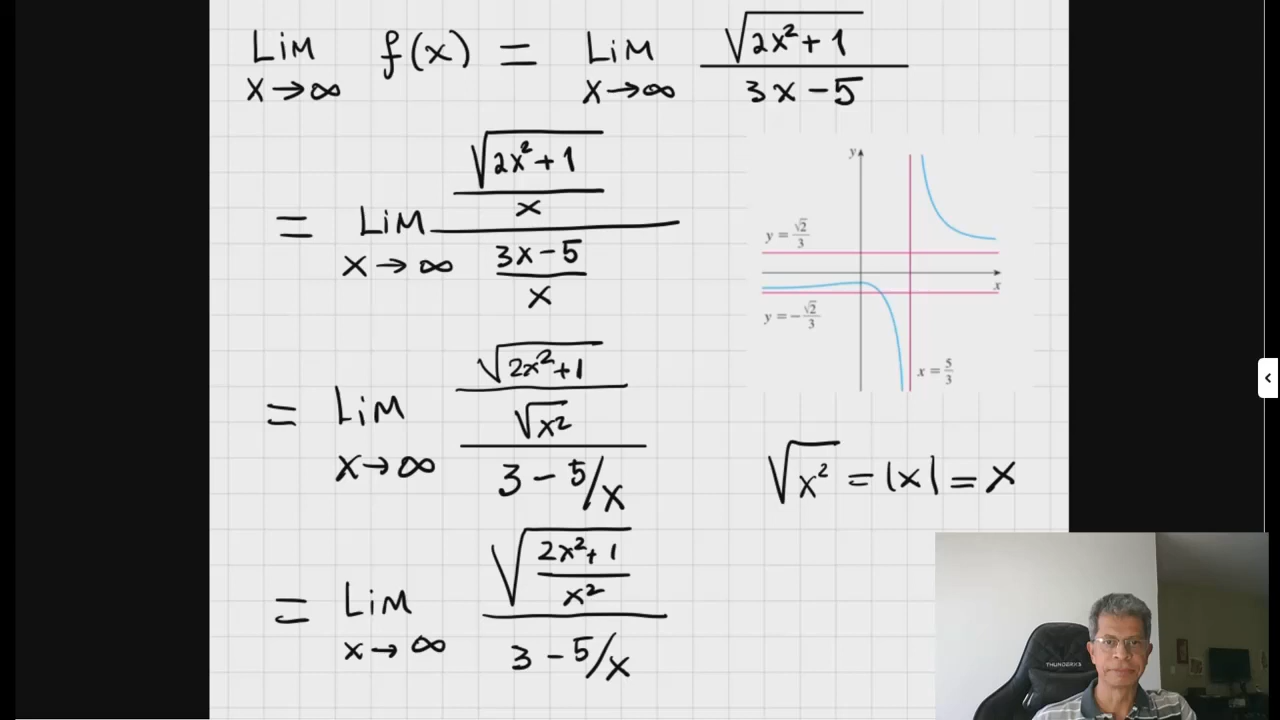 Lim f(x) = Lim √(2x²+1)
x→∞ x→∞ 3x-5
= Lim (√(2x²+1) / x) / ((3x-5) / x)
x→∞
= Lim (√(2x²+1) / √(x²)) / (3 - 5/x)
x→∞
= Lim √((2x²+1) / x²) / (3 - 5/x)
x→∞
y
y = √2/3
x
y = -√2/3
x = 5/3
√(x²) = |x| = x
THUNDERX3